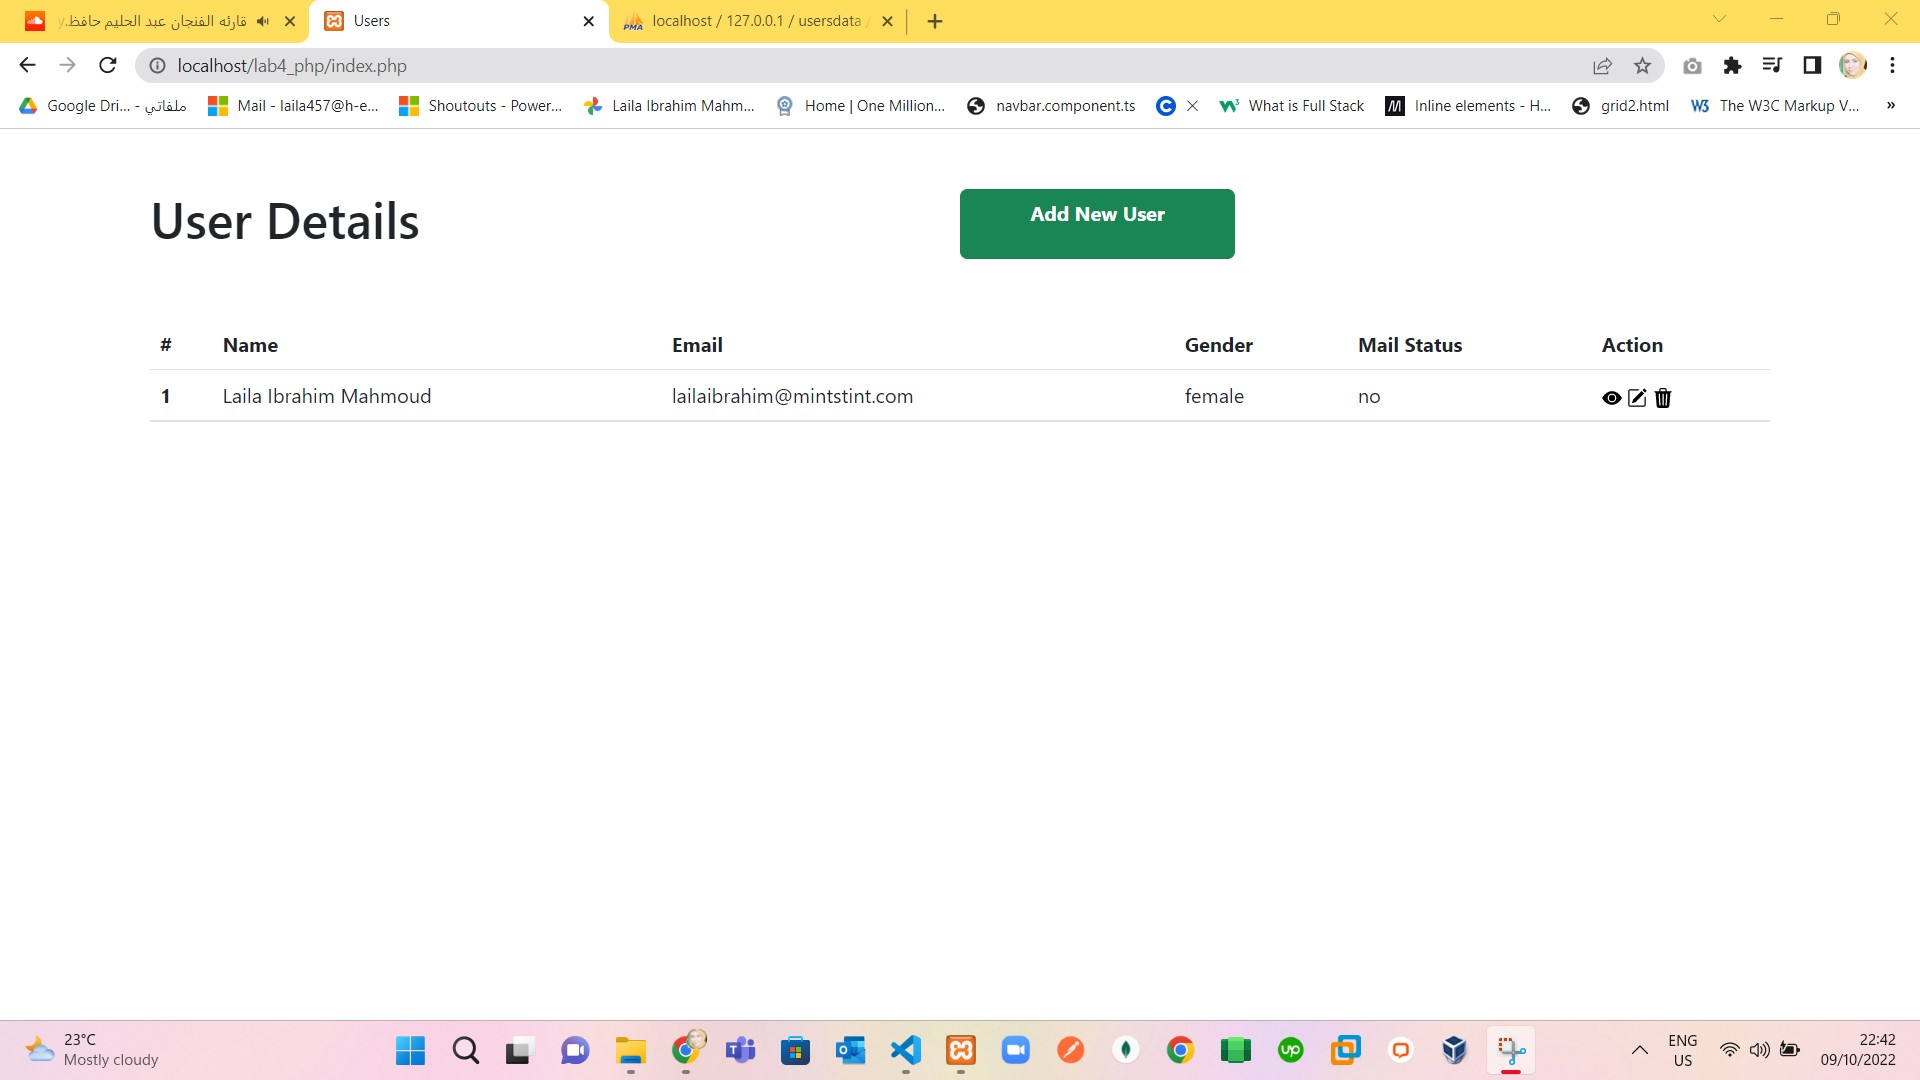 قارئه الفنجان عبد الحليم حافظ.
Users
localhost / 127.0.0.1 / usersdata /
localhost/lab4_php/index.php
Google Dri... - ملفاتي
Mail - laila457@h-e...
Shoutouts - Power...
Laila Ibrahim Mahm...
Home | One Million...
navbar.component.ts
What is Full Stack
Inline elements - H...
grid2.html
The W3C Markup V...
User Details
Add New User
# Name Email Gender Mail Status Action
1 Laila Ibrahim Mahmoud lailaibrahim@mintstint.com female no
23°C
Mostly cloudy
ENG
US
22:42
09/10/2022